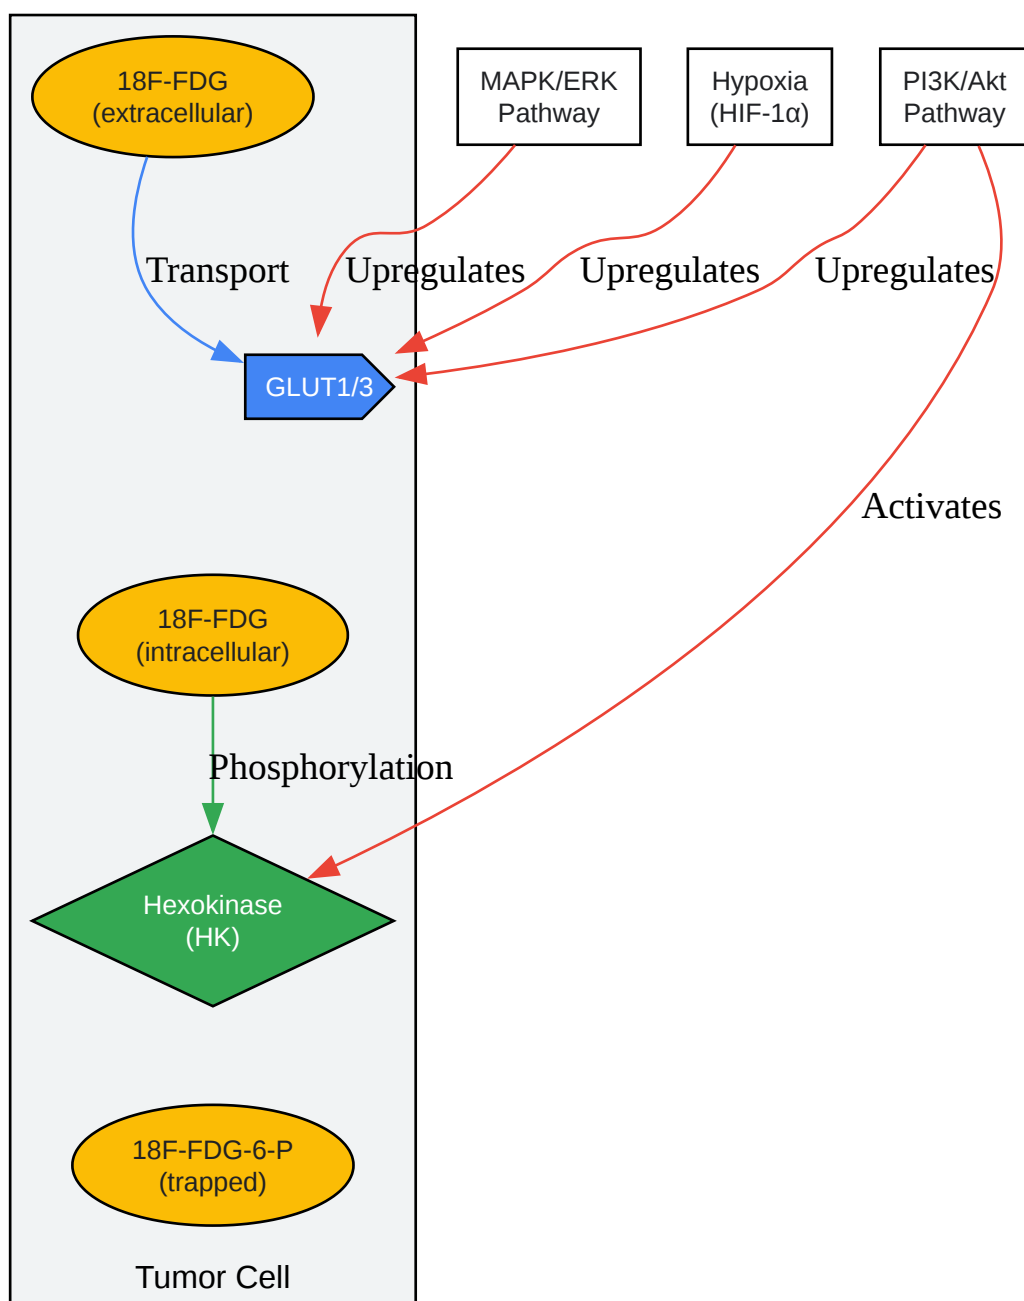 18F-FDG
(extracellular)
MAPK/ERK
Pathway
Hypoxia
(HIF-1α)
PI3K/Akt
Pathway
Transport
Upregulates
Upregulates
Upregulates
GLUT1/3
Activates
18F-FDG
(intracellular)
Phosphorylation
Hexokinase
(HK)
18F-FDG-6-P
(trapped)
Tumor Cell